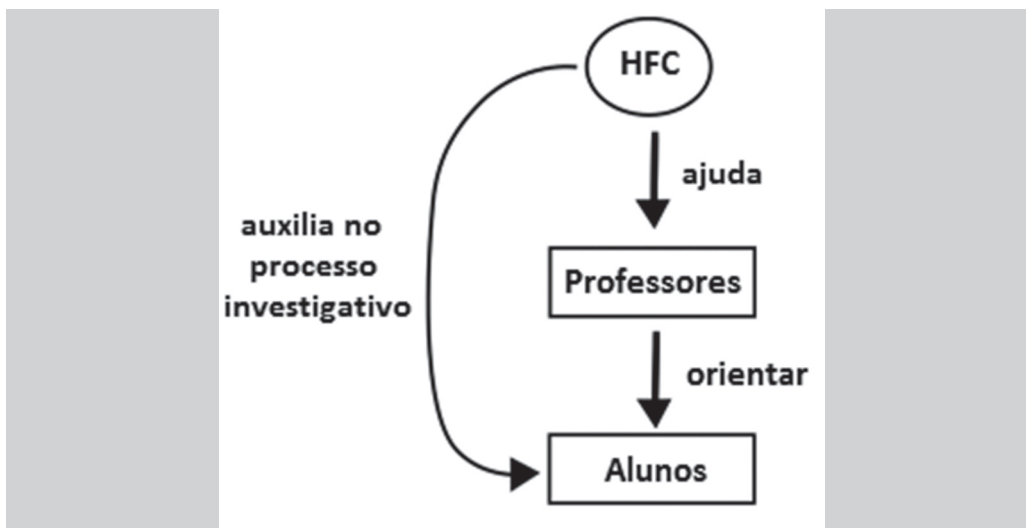 HFC
ajuda
auxilia no
processo
investigativo
Professores
orientar
Alunos